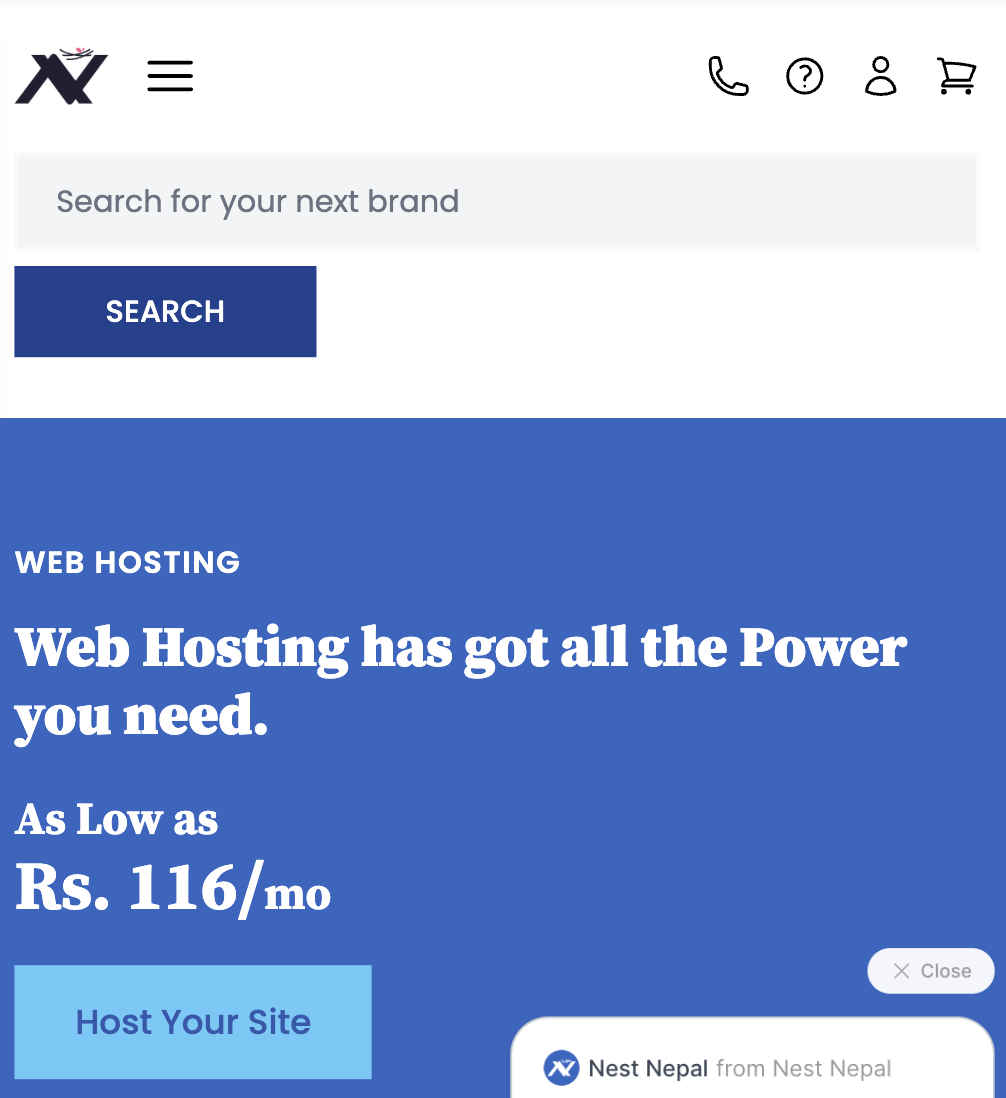 Search for your next brand
SEARCH
WEB HOSTING
Web Hosting has got all the Power
you need.
As Low as
Rs. 116/mo
Host Your Site
Close
Nest Nepal from Nest Nepal